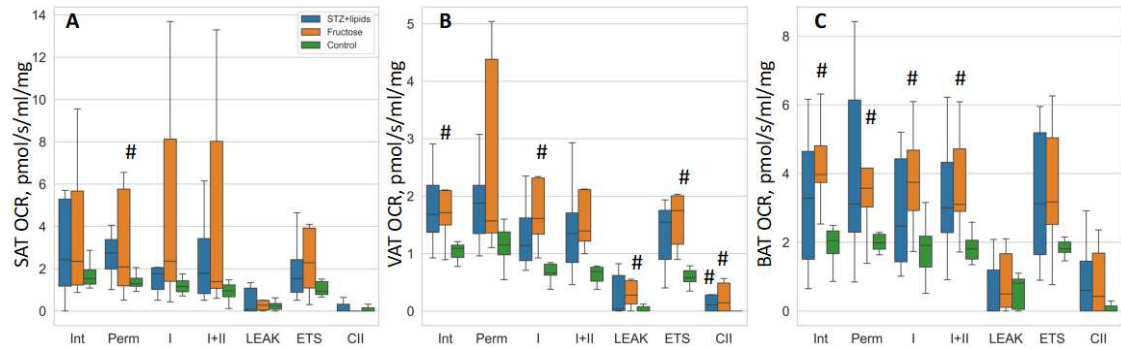 A
STZ+lipids
Fructose
Control
SAT OCR, pmol/s/ml/mg
14
12
10
8
6
4
2
0
#
Int Perm I I+II LEAK ETS CII
B
VAT OCR, pmol/s/ml/mg
5
4
3
2
1
0
# # # # # #
Int Perm I I+II LEAK ETS CII
C
BAT OCR, pmol/s/ml/mg
8
6
4
2
0
# # # #
Int Perm I I+II LEAK ETS CII